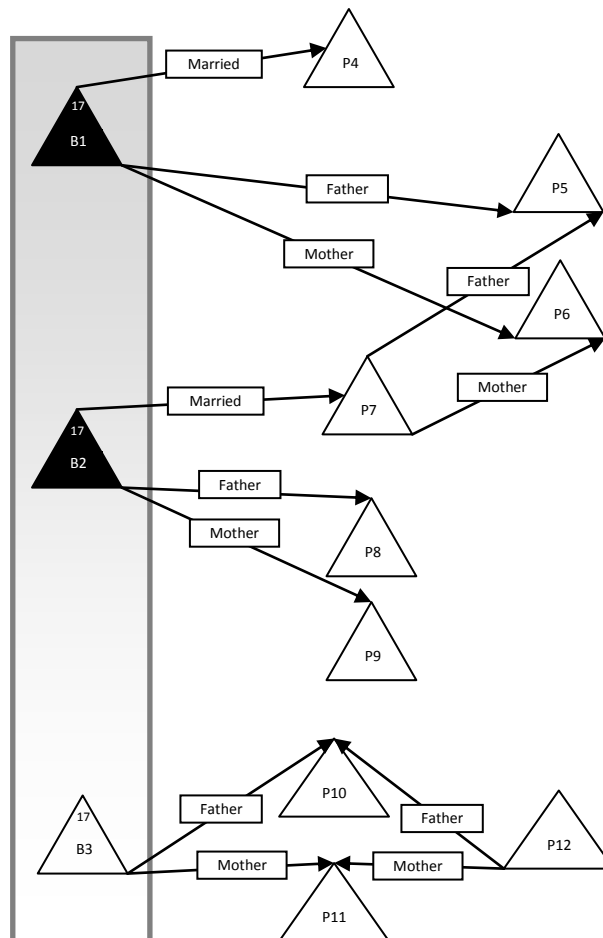 Married
P4
17
B1
Father
P5
Mother
Father
P6
Married
P7
Mother
17
B2
Father
Mother
P8
P9
P10
Father
Father
17
B3
P12
Mother
Mother
P11